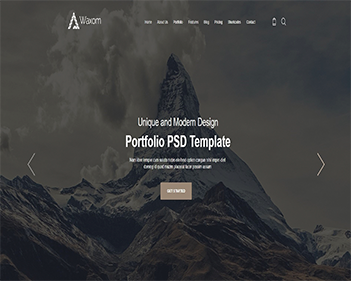 Waxom
Home About Us Portfolio Features Blog Pricing Shortcodes Contact
Unique and Modern Design
Portfolio PSD Template
GET STARTED